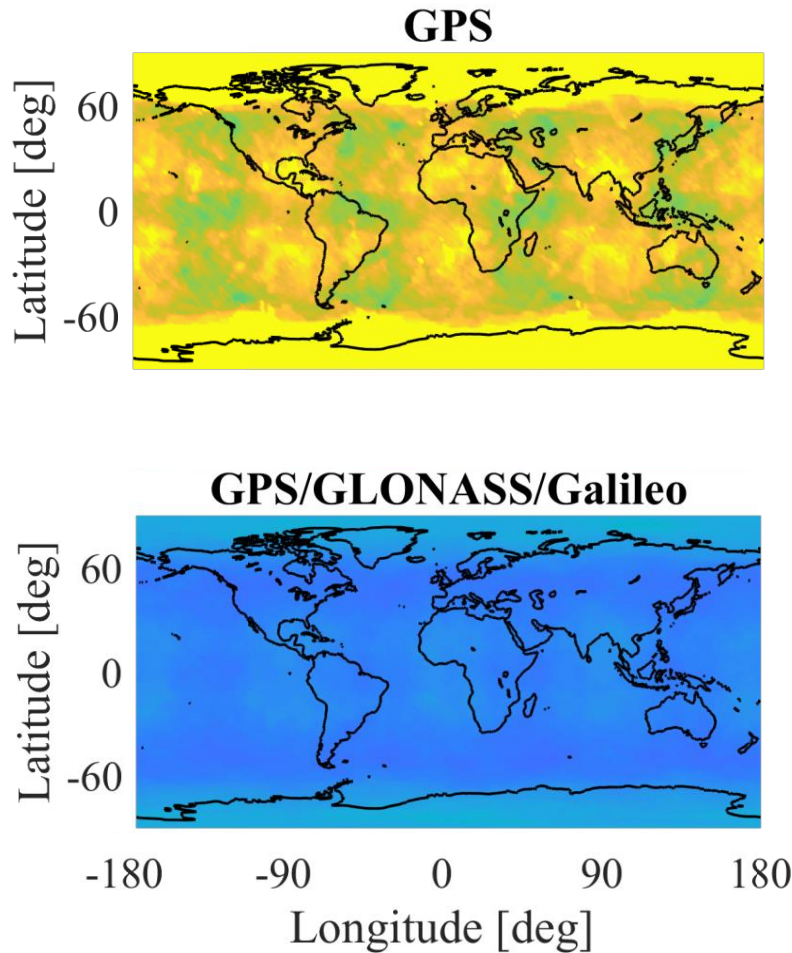 GPS
Latitude [deg]
60
0
-60
GPS/GLONASS/Galileo
Latitude [deg]
60
0
-60
-180 -90 0 90 180
Longitude [deg]